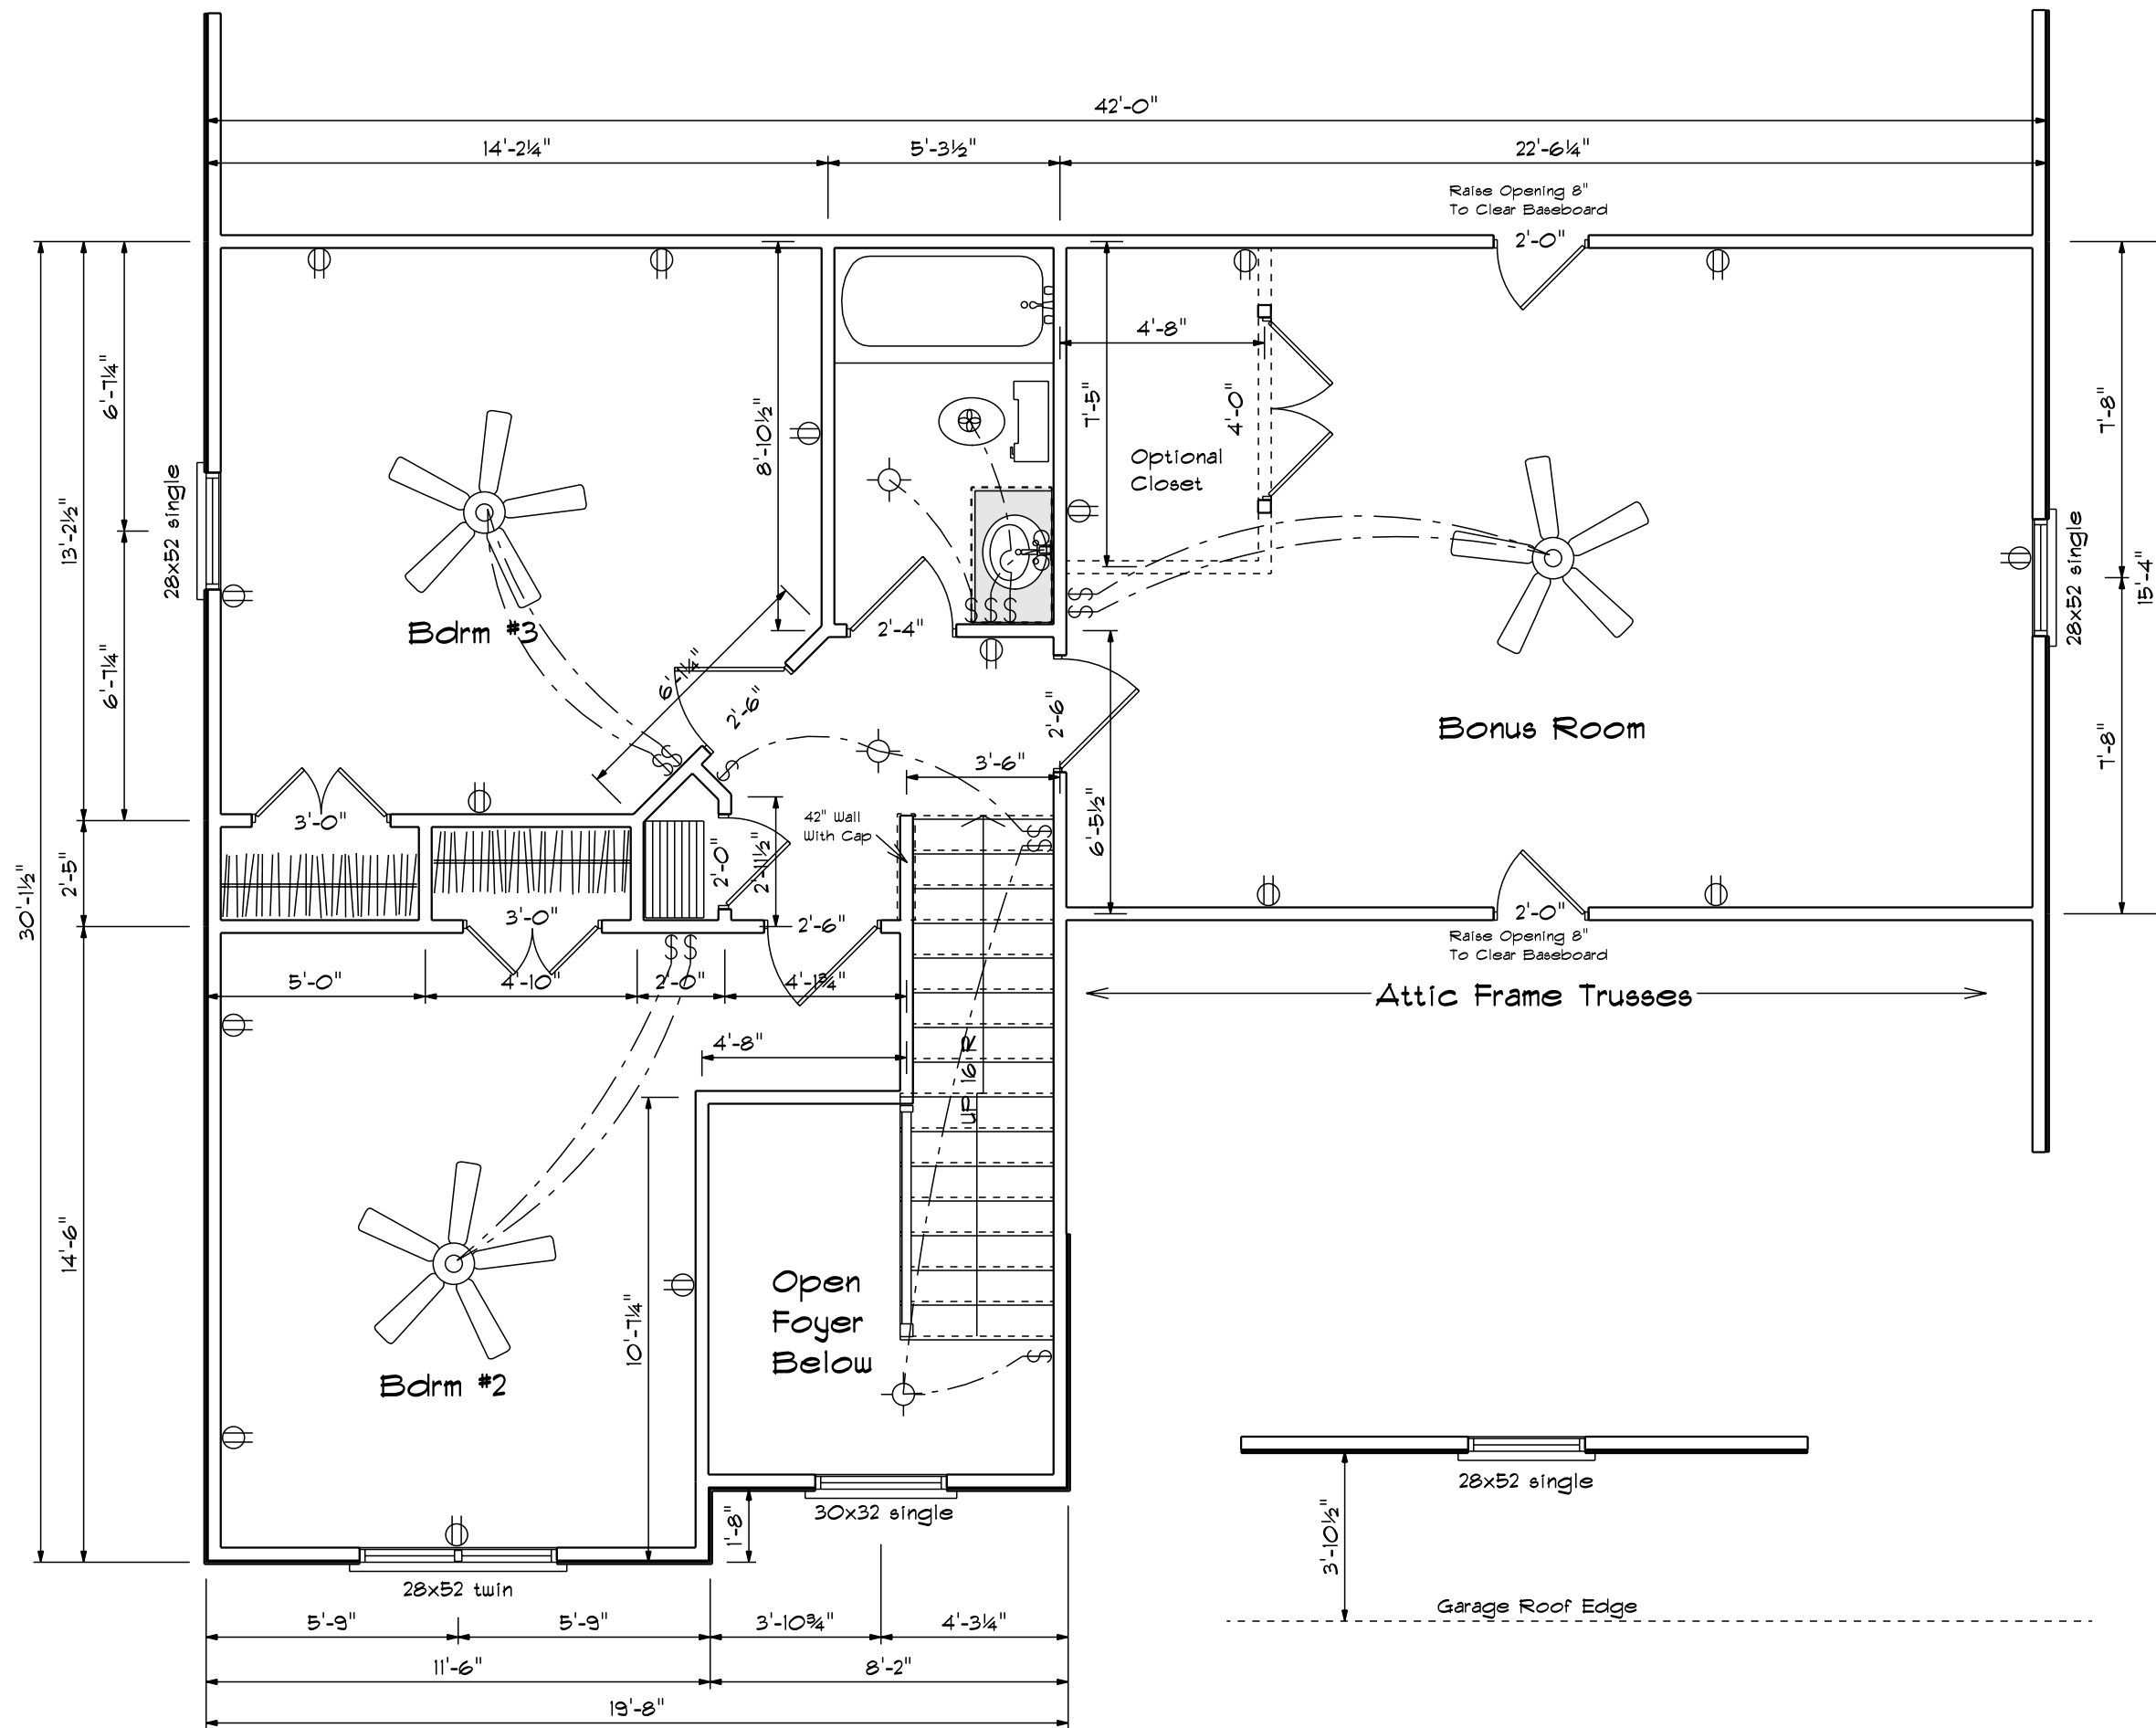 42'-0"
14'-2¼"
5'-3½"
22'-6¼"
Raise Opening 8"
To Clear Baseboard
2'-0"
6'-7¼"
13'-2½"
28x52 single
8'-10½"
7'-5"
4'-8"
4'-0"
Optional
Closet
7'-8"
15'-4"
28x52 single
Bdrm #3
2'-4"
6'-1¼"
2'-6"
2'-6"
6'-7¼"
Bonus Room
7'-8"
3'-6"
3'-0"
42" Wall
With Cap
2'-0"
2'-11½"
6'-5½"
30'-1½"
2'-5"
3'-0"
2'-6"
2'-0"
Raise Opening 8"
To Clear Baseboard
5'-0"
4'-10"
2'-0"
4'-1¾"
Attic Frame Trusses
4'-8"
UP 16 R
14'-6"
10'-7¼"
Open
Foyer
Below
Bdrm #2
1'-8"
30x32 single
28x52 single
3'-10½"
28x52 twin
Garage Roof Edge
5'-9"
5'-9"
3'-10¾"
4'-3¼"
11'-6"
8'-2"
19'-8"